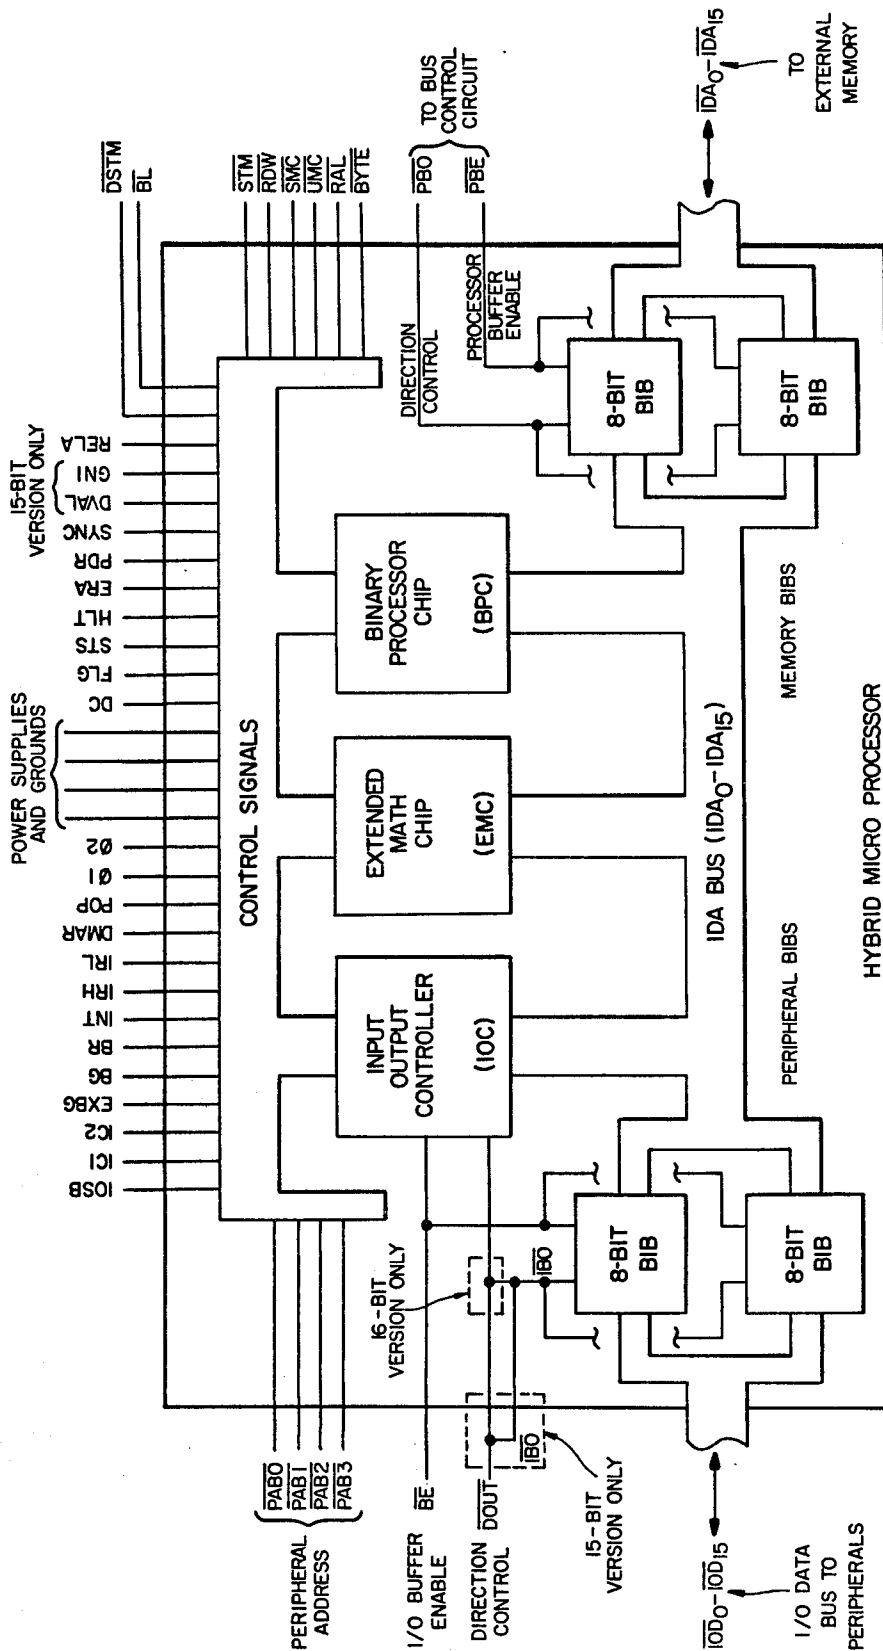 IOSB
IC1
IC2
EXBG
BG
BR
INT
IRH
IRL
DMAR
POP
Ø1
Ø2
POWER SUPPLIES
AND GROUNDS
DC
FLG
STS
HLT
ERA
PDR
SYNC
DVAL
GNI
15-BIT
VERSION ONLY
RELA
DSTM
BL
CONTROL SIGNALS
STM
RDW
SMC
UMC
RAL
BYTE
PAB0
PAB1
PAB2
PAB3
PERIPHERAL
ADDRESS
INPUT
OUTPUT
CONTROLLER
(IOC)
EXTENDED
MATH
CHIP
(EMC)
BINARY
PROCESSOR
CHIP
(BPC)
DIRECTION
CONTROL
PROCESSOR
BUFFER
ENABLE
PBO
PBE
TO BUS
CONTROL
CIRCUIT
BE
I/O BUFFER
ENABLE
DOUT
DIRECTION
CONTROL
16-BIT
VERSION ONLY
IBO
IBO
15-BIT
VERSION ONLY
8-BIT
BIB
8-BIT
BIB
8-BIT
BIB
8-BIT
BIB
IDA BUS (IDA0-IDA15)
PERIPHERAL BIBS
MEMORY BIBS
IOD0-IOD15
I/O DATA
BUS TO
PERIPHERALS
IDA0-IDA15
TO
EXTERNAL
MEMORY
HYBRID MICRO PROCESSOR